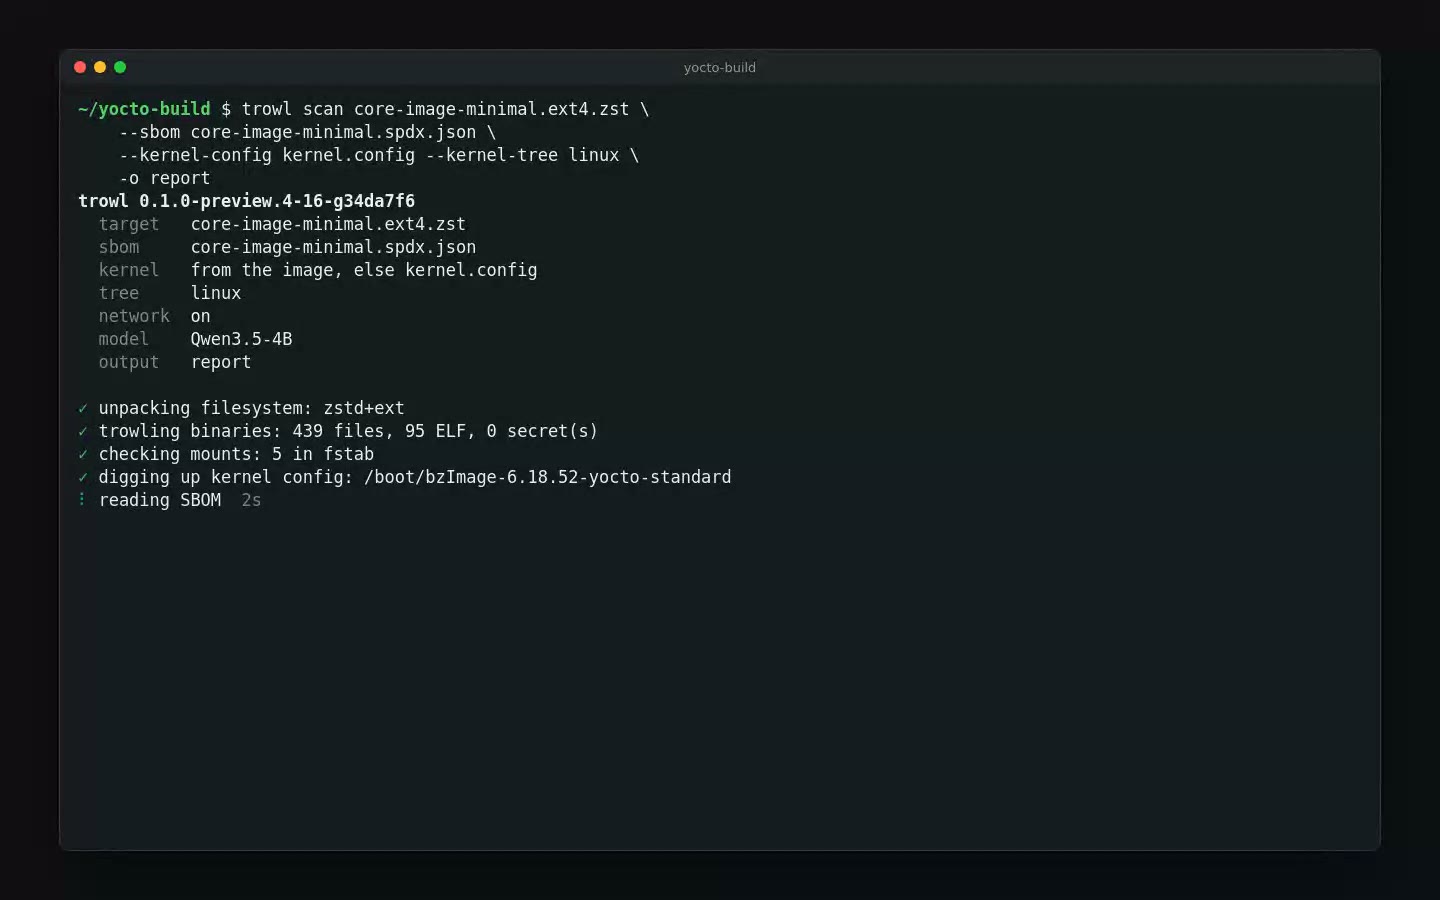 yocto-build
~/yocto-build $ trowl scan core-image-minimal.ext4.zst \
--sbom core-image-minimal.spdx.json \
--kernel-config kernel.config --kernel-tree linux \
-o report
trowl 0.1.0-preview.4-16-g34da7f6
target core-image-minimal.ext4.zst
sbom core-image-minimal.spdx.json
kernel from the image, else kernel.config
tree linux
network on
model Qwen3.5-4B
output report
✓ unpacking filesystem: zstd+ext
✓ trowling binaries: 439 files, 95 ELF, 0 secret(s)
✓ checking mounts: 5 in fstab
✓ digging up kernel config: /boot/bzImage-6.18.52-yocto-standard
⠇ reading SBOM 2s